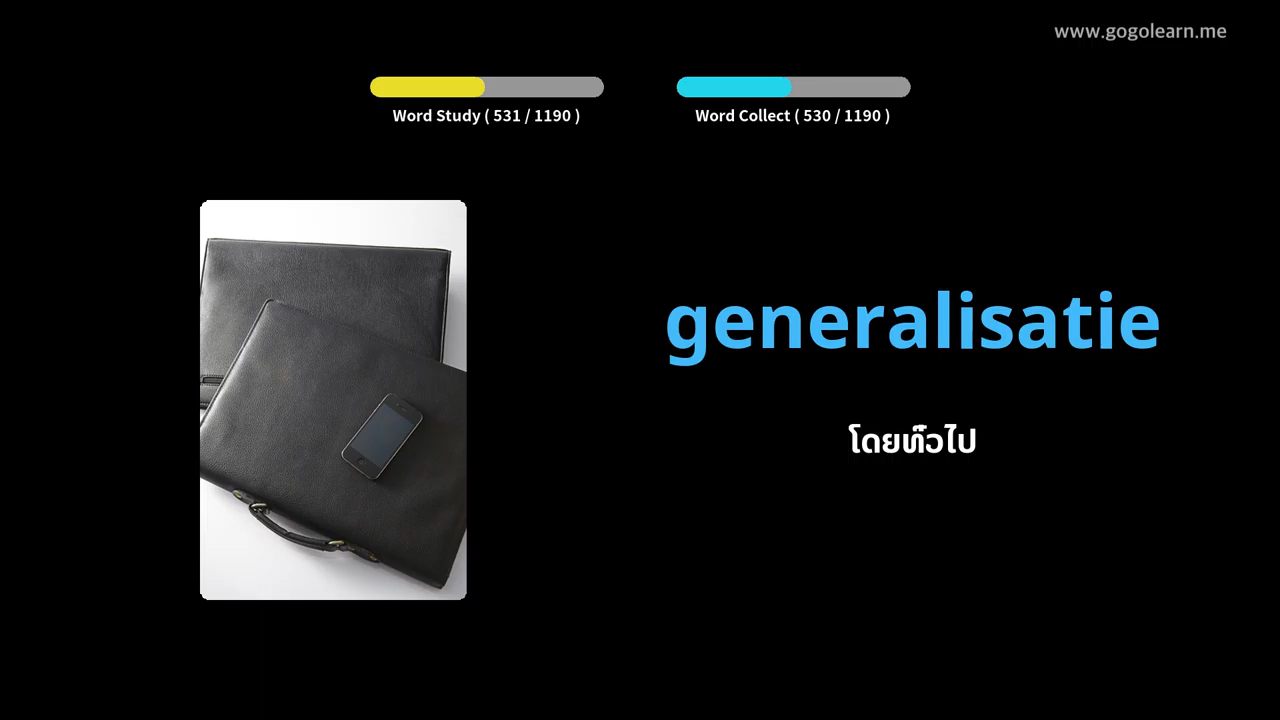 www.gogolearn.me
Word Study ( 531 / 1190 )
Word Collect ( 530 / 1190 )
generalisatie
โดยทั่วไป